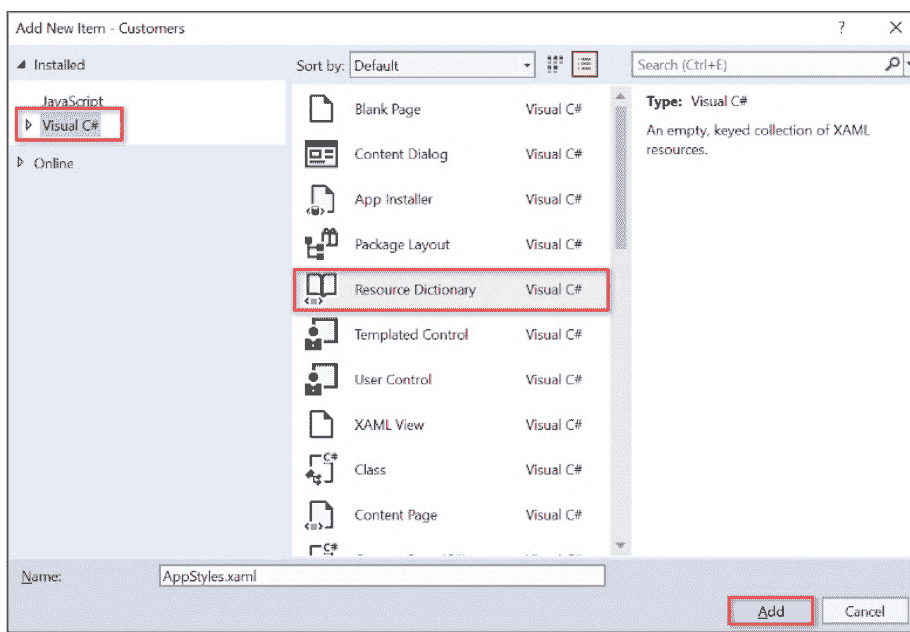 Add New Item - Customers
? ×
Installed
Sort by: Default
Search (Ctrl+E)
JavaScript
Visual C#
Online
Blank Page Visual C#
Content Dialog Visual C#
App Installer Visual C#
Package Layout Visual C#
Resource Dictionary Visual C#
Templated Control Visual C#
User Control Visual C#
XAML View Visual C#
Class Visual C#
Content Page Visual C#
Type: Visual C#
An empty, keyed collection of XAML
resources.
Name: AppStyles.xaml
Add Cancel